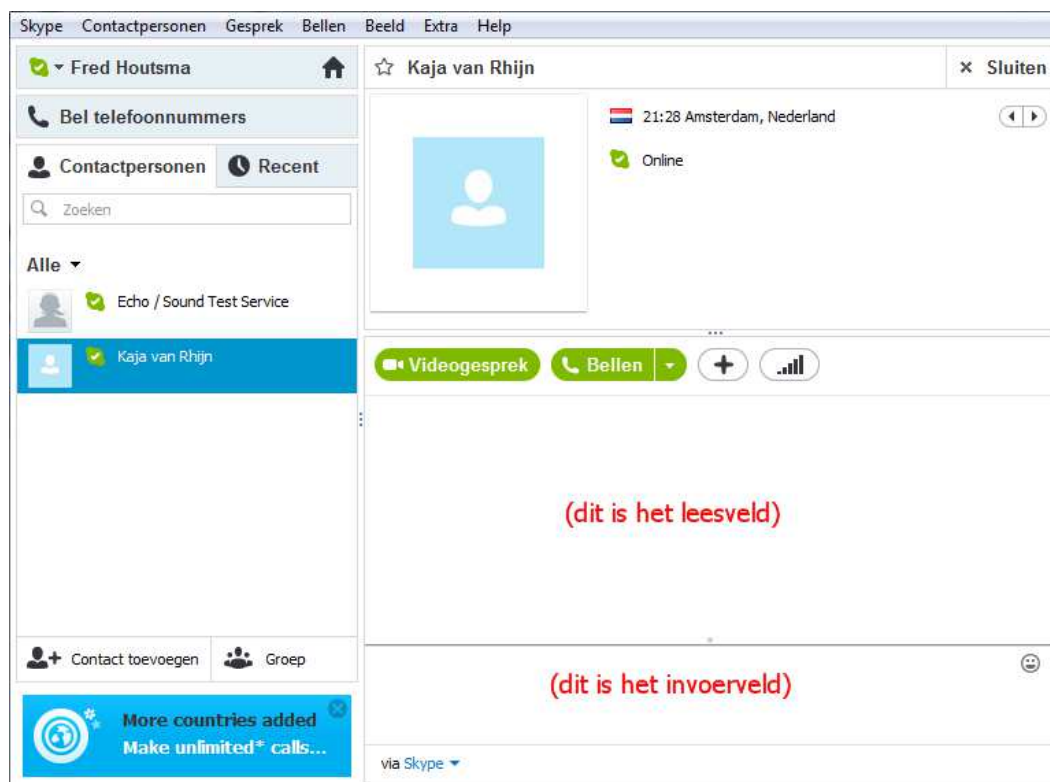 Skype Contactpersonen Gesprek Bellen Beeld Extra Help
Fred Houtsma
Bel telefoonnummers
Contactpersonen Recent
Zoeken
Alle
Echo / Sound Test Service
Kaja van Rhijn
Contact toevoegen Groep
More countries added
Make unlimited* calls...
Kaja van Rhijn
Sluiten
21:28 Amsterdam, Nederland
Online
Videogesprek Bellen
(dit is het leesveld)
(dit is het invoerveld)
via Skype